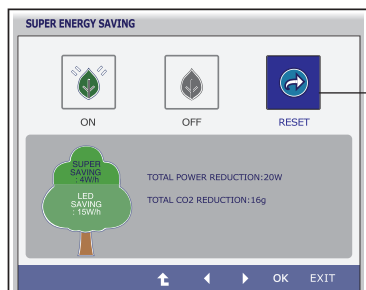 SUPER ENERGY SAVING
ON
OFF
RESET
SUPER
SAVING
: 4W/h
LED
SAVING
: 15W/h
TOTAL POWER REDUCTION:20W
TOTAL CO2 REDUCTION:16g
OK
EXIT